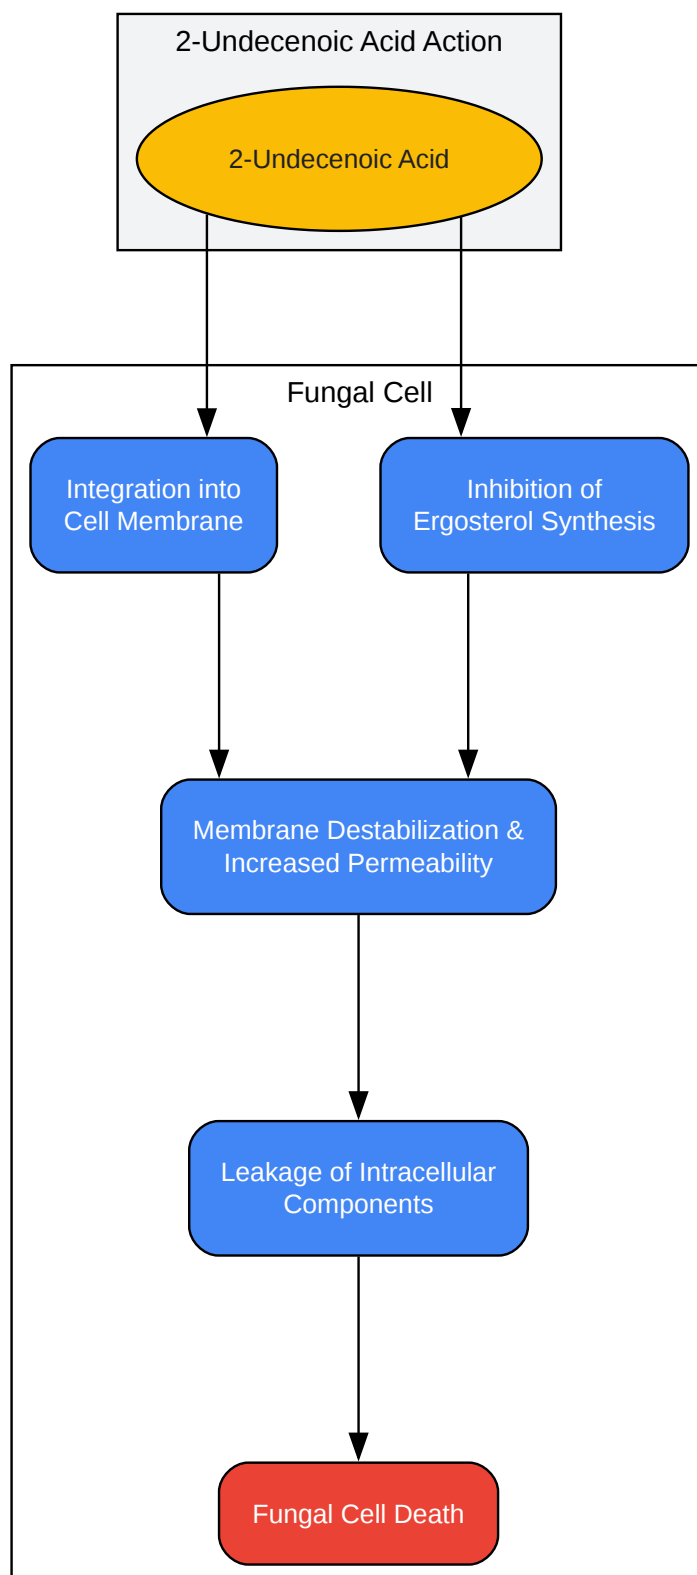 2-Undecenoic Acid Action
2-Undecenoic Acid
Fungal Cell
Integration into
Cell Membrane
Inhibition of
Ergosterol Synthesis
Membrane Destabilization &
Increased Permeability
Leakage of Intracellular
Components
Fungal Cell Death